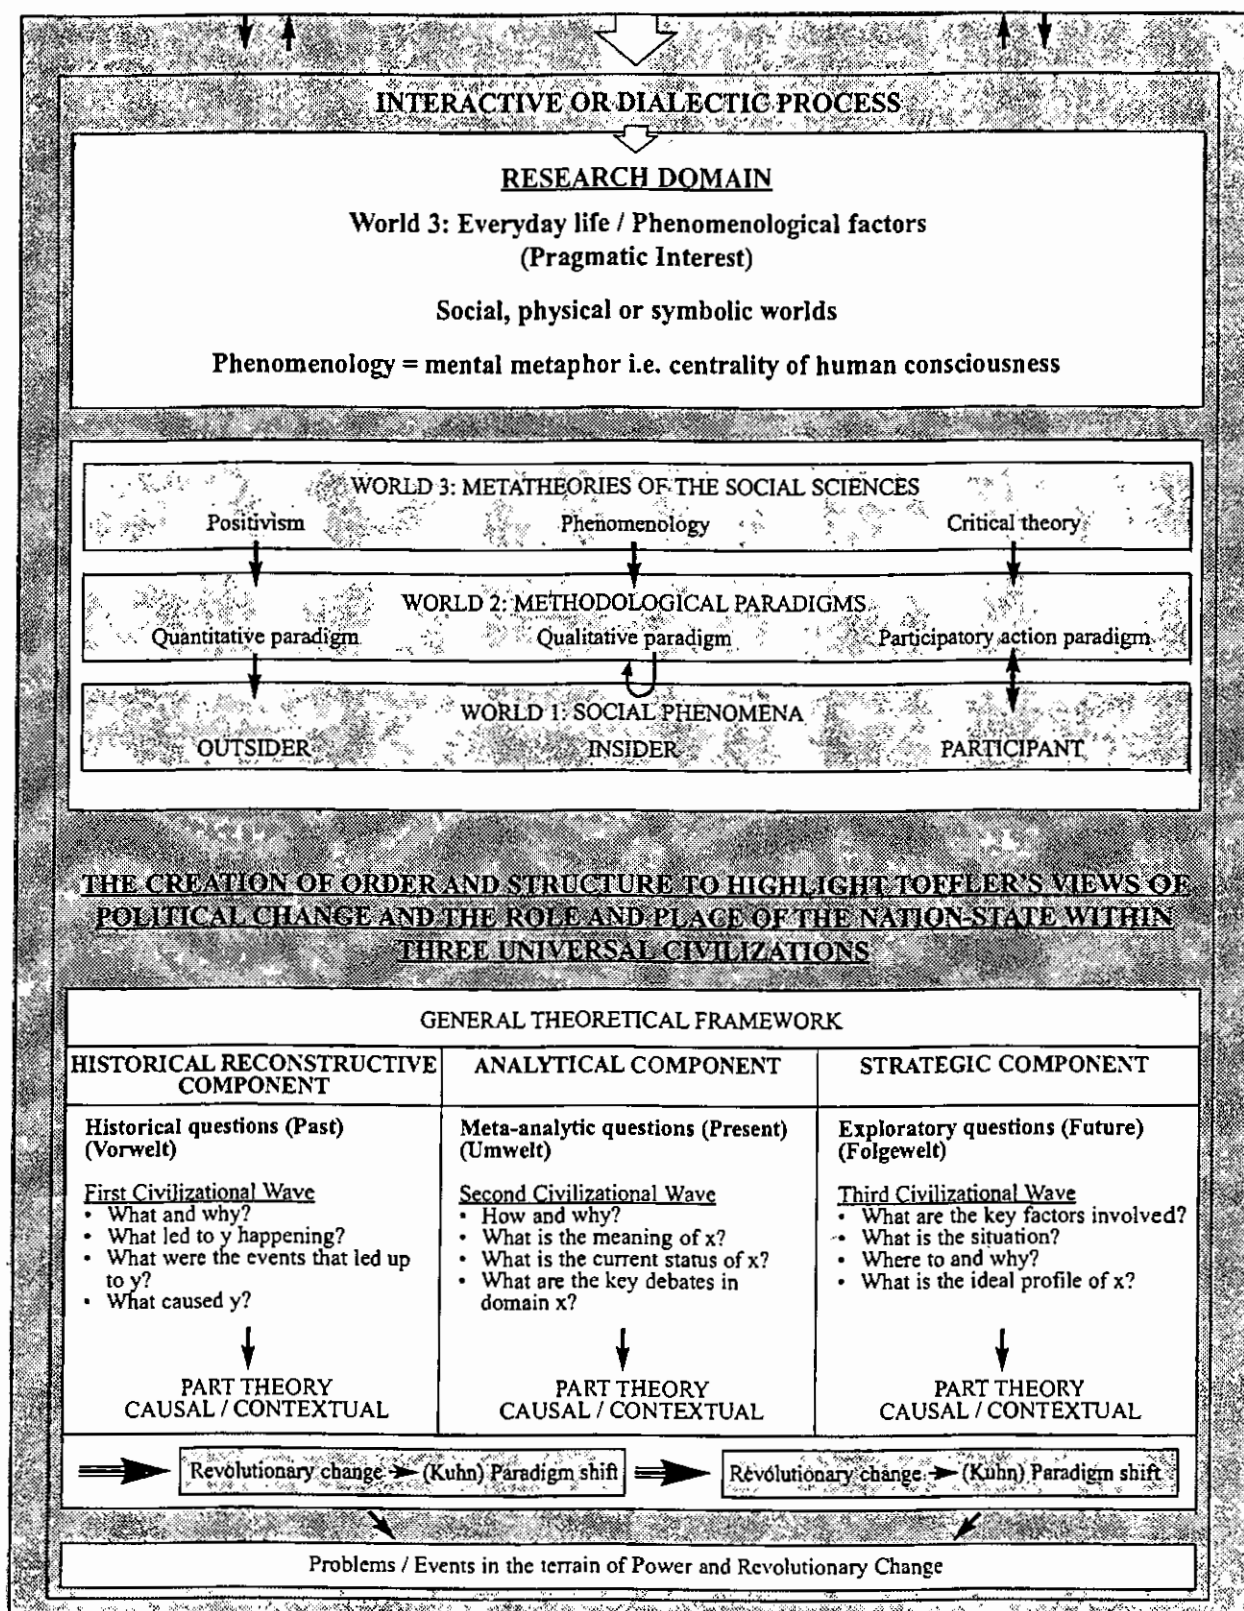 INTERACTIVE OR DIALECTIC PROCESS
RESEARCH DOMAIN
World 3: Everyday life / Phenomenological factors
(Pragmatic Interest)
Social, physical or symbolic worlds
Phenomenology = mental metaphor i.e. centrality of human consciousness
WORLD 3: METATHEORIES OF THE SOCIAL SCIENCES
Positivism
Phenomenology
Critical theory
WORLD 2: METHODOLOGICAL PARADIGMS
Quantitative paradigm
Qualitative paradigm
Participatory action paradigm
WORLD 1: SOCIAL PHENOMENA
OUTSIDER
INSIDER
PARTICIPANT
THE CREATION OF ORDER AND STRUCTURE TO HIGHLIGHT TOFFLER'S VIEWS OF
POLITICAL CHANGE AND THE ROLE AND PLACE OF THE NATION-STATE WITHIN
THREE UNIVERSAL CIVILIZATIONS
GENERAL THEORETICAL FRAMEWORK
HISTORICAL RECONSTRUCTIVE
COMPONENT
Historical questions (Past)
(Vorwelt)
First Civilizational Wave
• What and why?
• What led to y happening?
• What were the events that led up
to y?
• What caused y?
PART THEORY
CAUSAL / CONTEXTUAL
ANALYTICAL COMPONENT
Meta-analytic questions (Present)
(Umwelt)
Second Civilizational Wave
• How and why?
• What is the meaning of x?
• What is the current status of x?
• What are the key debates in
domain x?
PART THEORY
CAUSAL / CONTEXTUAL
STRATEGIC COMPONENT
Exploratory questions (Future)
(Folgewelt)
Third Civilizational Wave
• What are the key factors involved?
• What is the situation?
• Where to and why?
• What is the ideal profile of x?
PART THEORY
CAUSAL / CONTEXTUAL
Revolutionary change → (Kuhn) Paradigm shift
Revolutionary change → (Kuhn) Paradigm shift
Problems / Events in the terrain of Power and Revolutionary Change